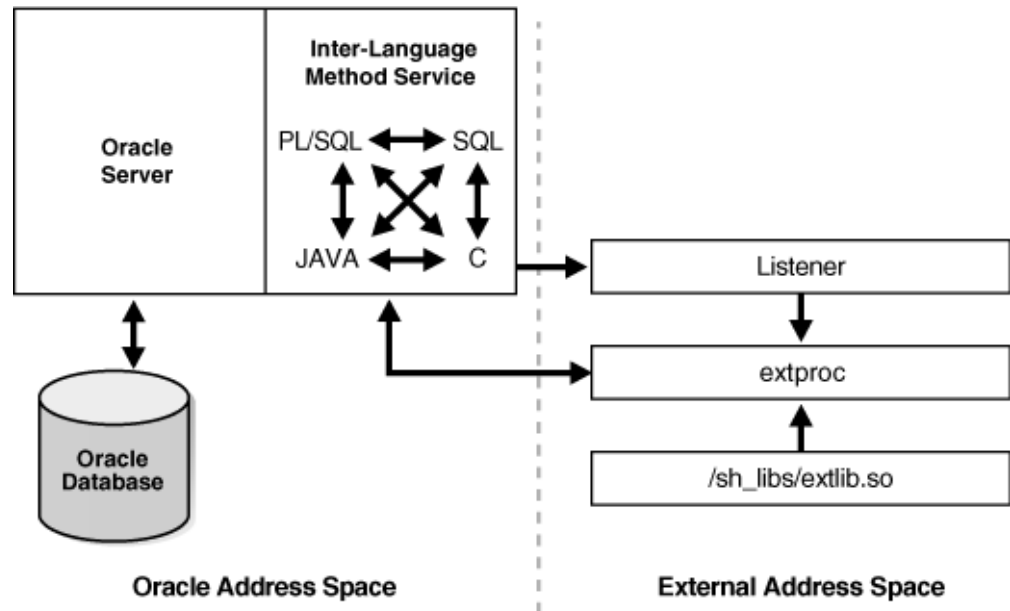 Inter-Language
Method Service
Oracle
Server
PL/SQL
SQL
JAVA
C
Listener
extproc
/sh_libs/extlib.so
Oracle
Database
Oracle Address Space
External Address Space